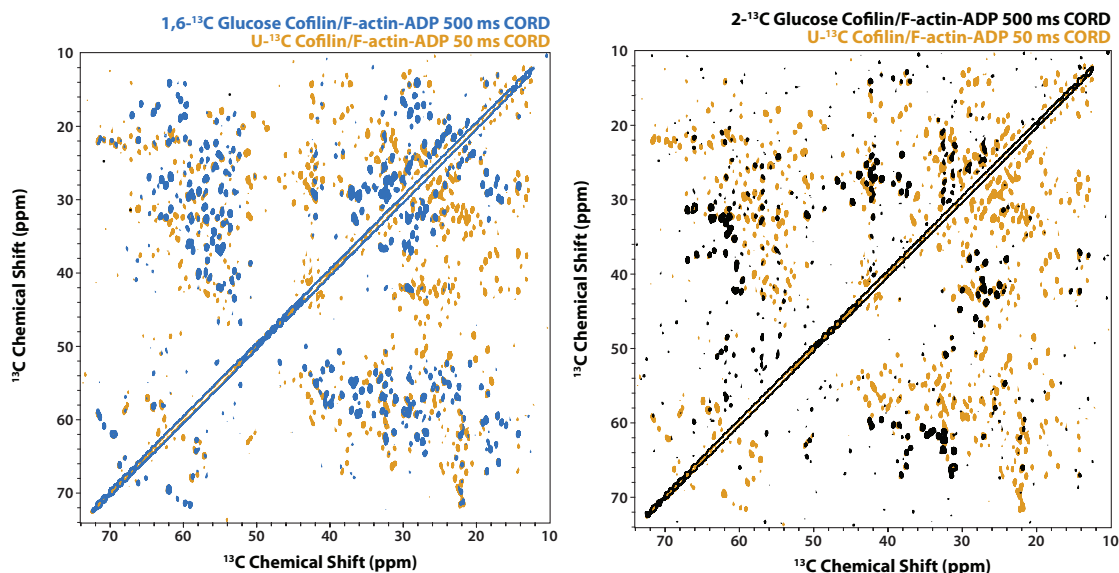 1,6-¹³C Glucose Cofilin/F-actin-ADP 500 ms CORD
U-¹³C Cofilin/F-actin-ADP 50 ms CORD
10
20
30
40
50
60
70
¹³C Chemical Shift (ppm)
70 60 50 40 30 20 10
¹³C Chemical Shift (ppm)
2-¹³C Glucose Cofilin/F-actin-ADP 500 ms CORD
U-¹³C Cofilin/F-actin-ADP 50 ms CORD
10
20
30
40
50
60
70
¹³C Chemical Shift (ppm)
70 60 50 40 30 20 10
¹³C Chemical Shift (ppm)